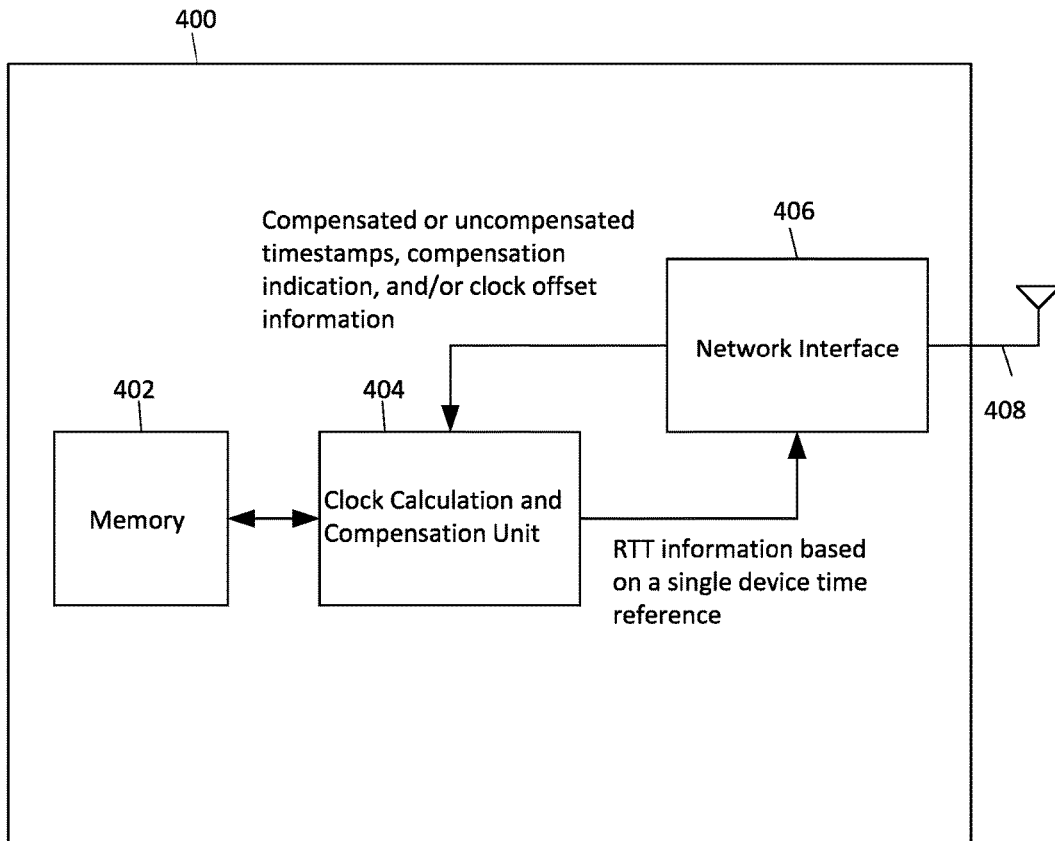 400
Compensated or uncompensated
timestamps, compensation
indication, and/or clock offset
information
406
Network Interface
408
402
404
Memory
Clock Calculation and
Compensation Unit
RTT information based
on a single device time
reference